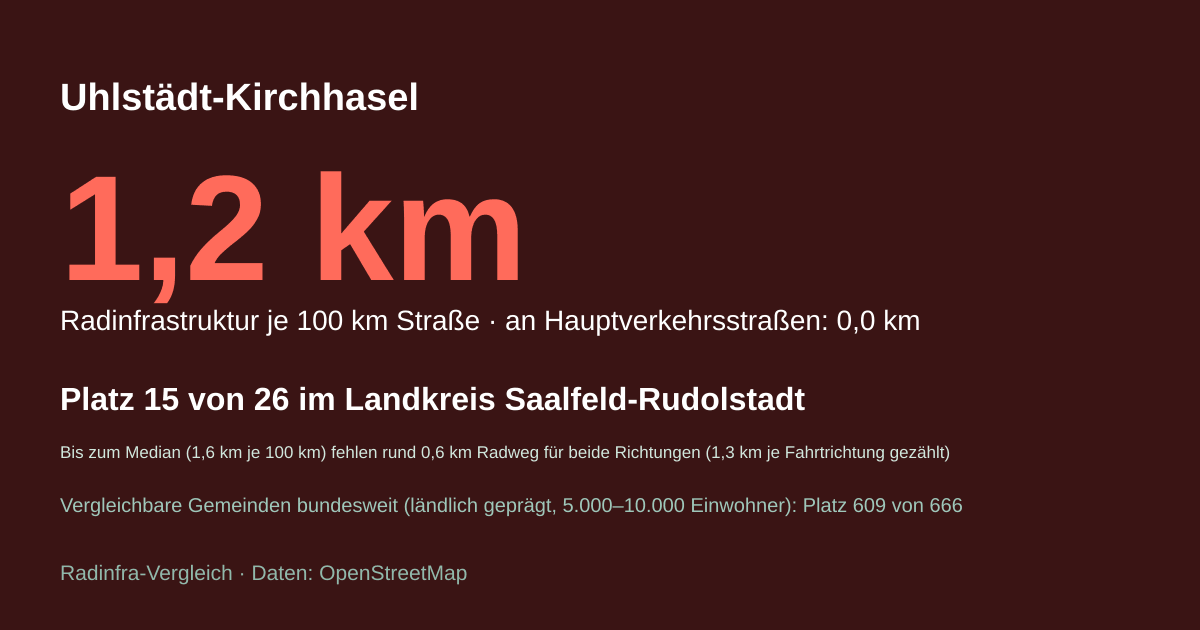 Uhlstädt-Kirchhasel
1,2 km
Radinfrastruktur je 100 km Straße · an Hauptverkehrsstraßen: 0,0 km
Platz 15 von 26 im Landkreis Saalfeld-Rudolstadt
Bis zum Median (1,6 km je 100 km) fehlen rund 0,6 km Radweg für beide Richtungen (1,3 km je Fahrtrichtung gezählt)
Vergleichbare Gemeinden bundesweit (ländlich geprägt, 5.000–10.000 Einwohner): Platz 609 von 666
Radinfra-Vergleich · Daten: OpenStreetMap